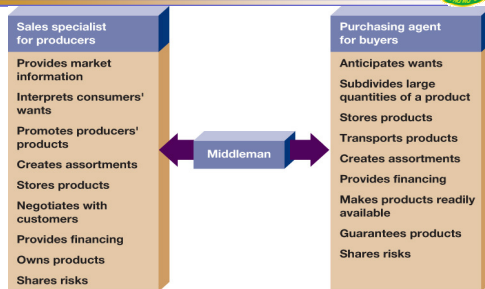 Sales specialist
for producers
Provides market
information
Interprets consumers'
wants
Promotes producers'
products
Creates assortments
Stores products
Negotiates with
customers
Provides financing
Owns products
Shares risks
Middleman
Purchasing agent
for buyers
Anticipates wants
Subdivides large
quantities of a product
Stores products
Transports products
Creates assortments
Provides financing
Makes products readily
available
Guarantees products
Shares risks